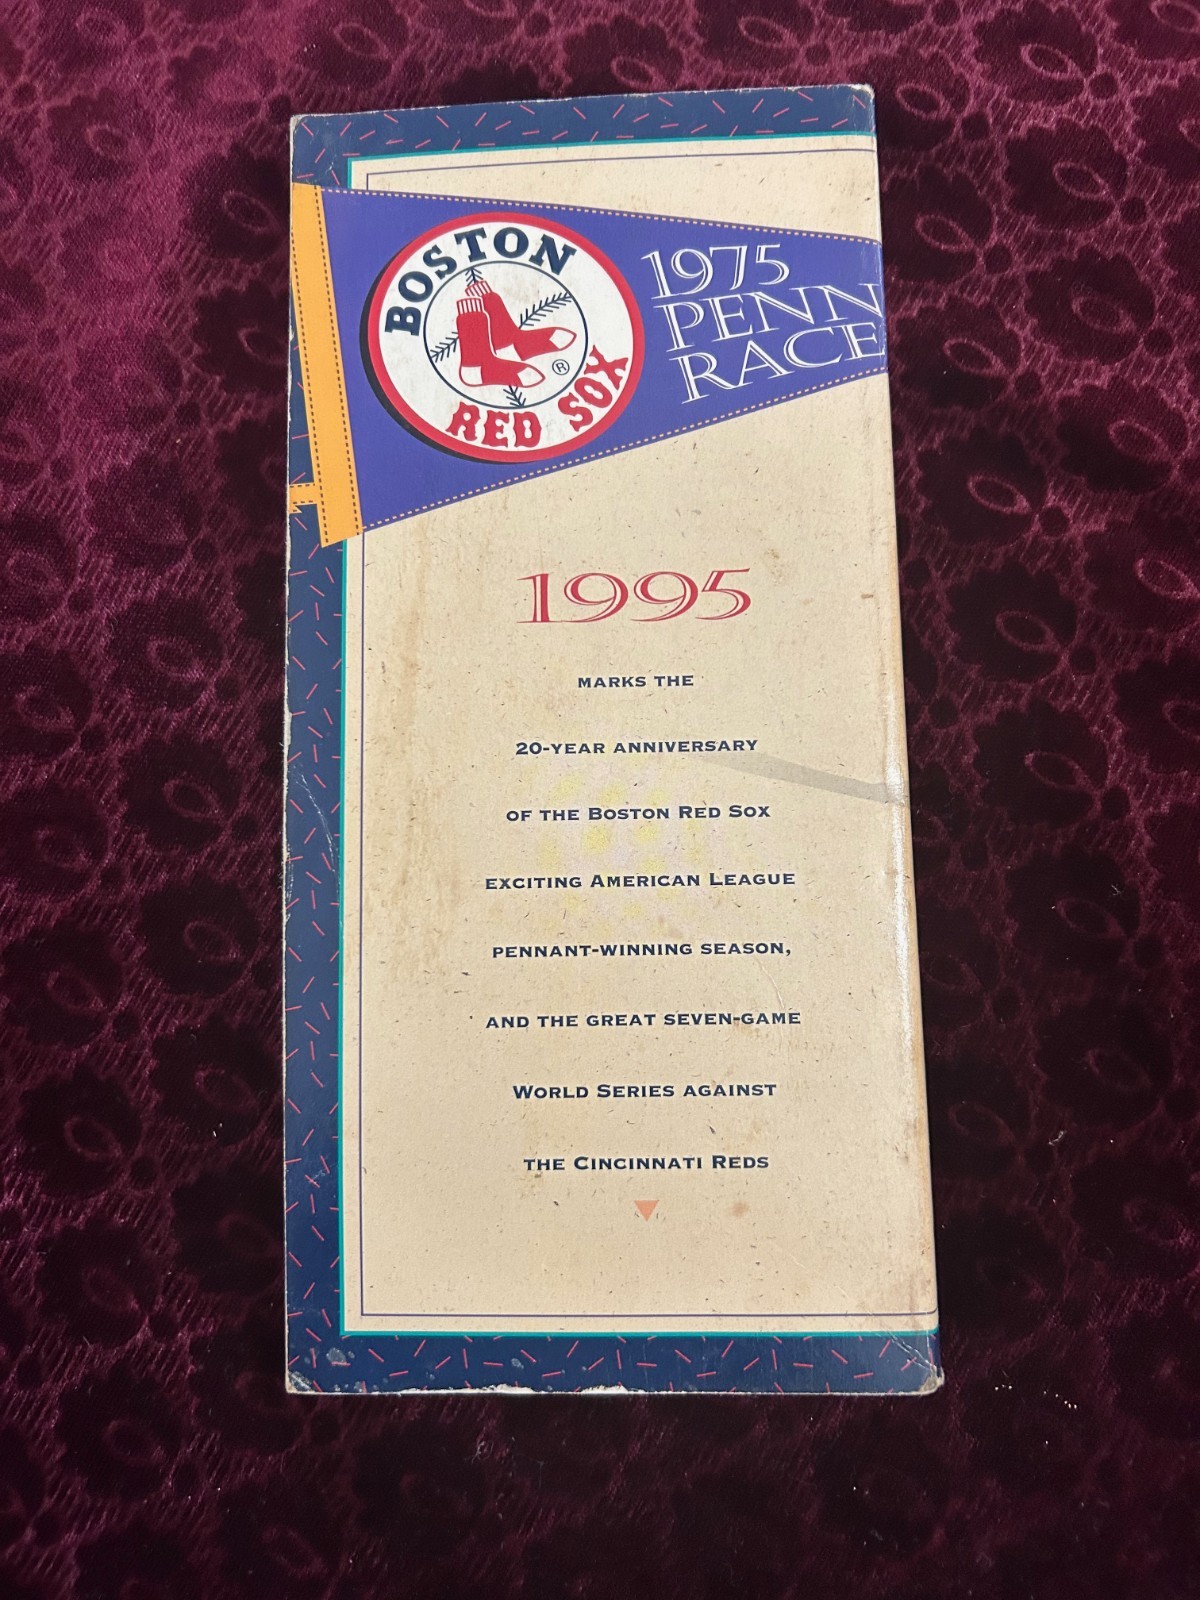 BOSTON
RED SOX
®
1975
PENN
RACE
1995
MARKS THE
20-YEAR ANNIVERSARY
OF THE BOSTON RED SOX
EXCITING AMERICAN LEAGUE
PENNANT-WINNING SEASON,
AND THE GREAT SEVEN-GAME
WORLD SERIES AGAINST
THE CINCINNATI REDS